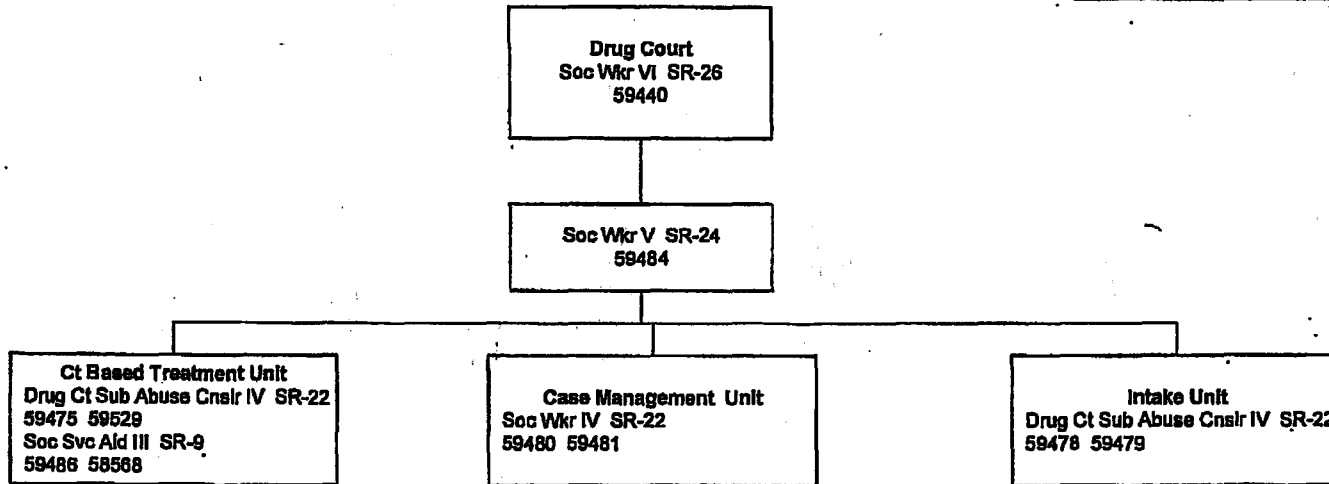 Drug Court
Soc Wkr VI SR-26
59440
Soc Wkr V SR-24
59484
Ct Based Treatment Unit
Drug Ct Sub Abuse Cnslr IV SR-22
59475 59529
Soc Svc Aid III SR-9
59486 58568
Case Management Unit
Soc Wkr IV SR-22
59480 59481
Intake Unit
Drug Ct Sub Abuse Cnslr IV SR-22
59478 59479